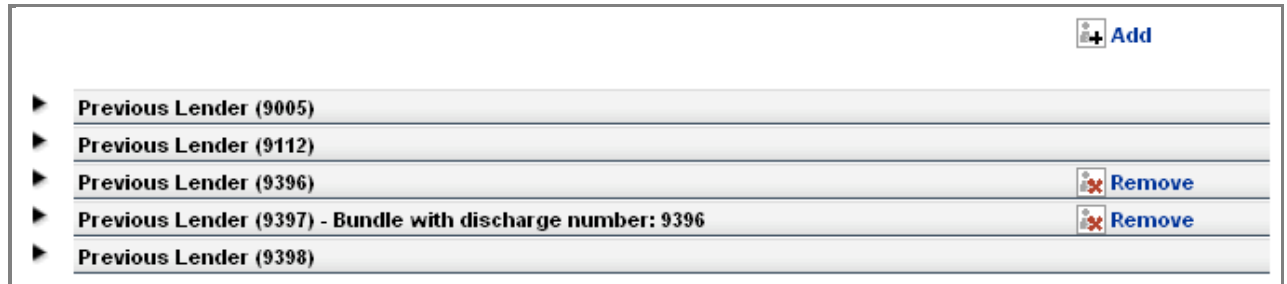 Add
Previous Lender (9005)
Previous Lender (9112)
Previous Lender (9396) Remove
Previous Lender (9397) - Bundle with discharge number: 9396 Remove
Previous Lender (9398)